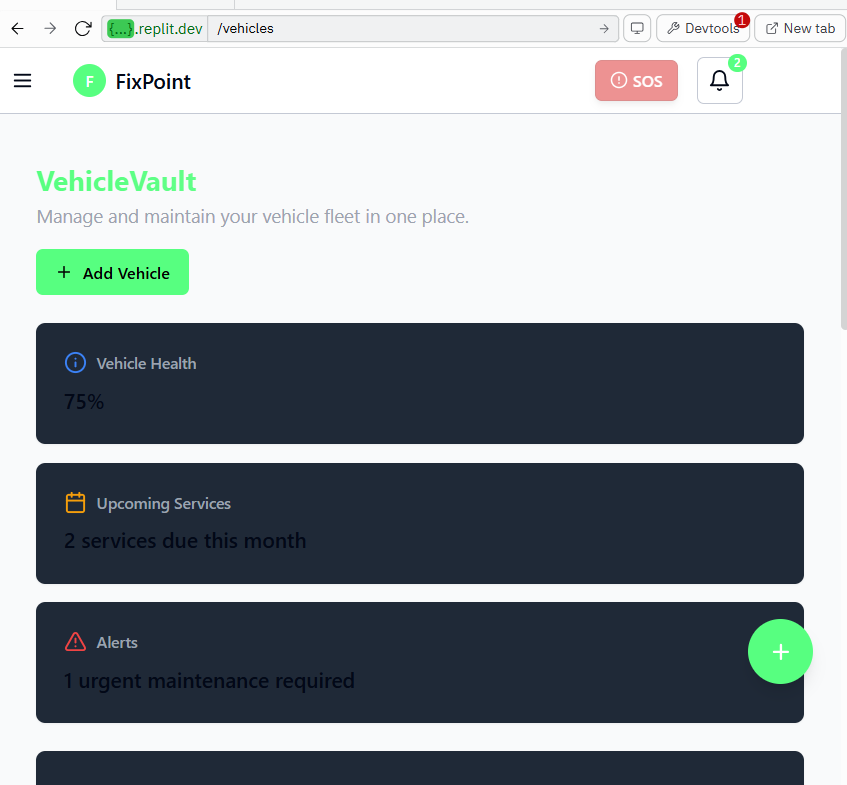 {...}.replit.dev /vehicles Devtools 1 New tab
F FixPoint SOS 2
VehicleVault
Manage and maintain your vehicle fleet in one place.
+ Add Vehicle
Vehicle Health
75%
Upcoming Services
2 services due this month
Alerts
1 urgent maintenance required